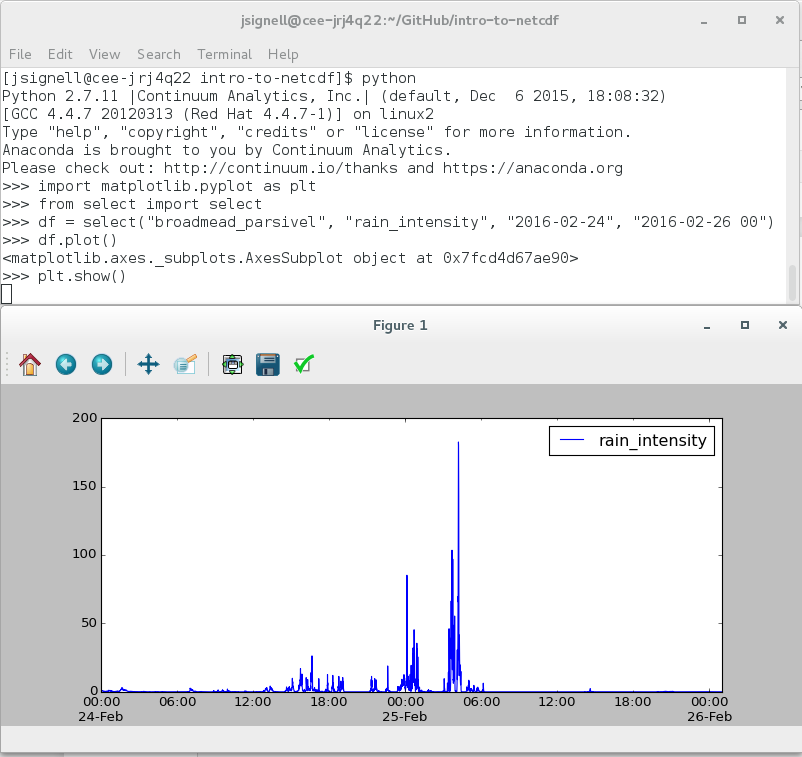 jsignell@cee-jrj4q22:~/GitHub/intro-to-netcdf
File Edit View Search Terminal Help
[jsignell@cee-jrj4q22 intro-to-netcdf]$ python
Python 2.7.11 |Continuum Analytics, Inc.| (default, Dec  6 2015, 18:08:32)
[GCC 4.4.7 20120313 (Red Hat 4.4.7-1)] on linux2
Type "help", "copyright", "credits" or "license" for more information.
Anaconda is brought to you by Continuum Analytics.
Please check out: http://continuum.io/thanks and https://anaconda.org
>>> import matplotlib.pyplot as plt
>>> from select import select
>>> df = select("broadmead_parsivel", "rain_intensity", "2016-02-24", "2016-02-26 00")
>>> df.plot()
<matplotlib.axes._subplots.AxesSubplot object at 0x7fcd4d67ae90>
>>> plt.show()
Figure 1
200
rain_intensity
150
100
50
0
00:00 06:00 12:00 18:00 00:00 06:00 12:00 18:00 00:00
24-Feb 25-Feb 26-Feb